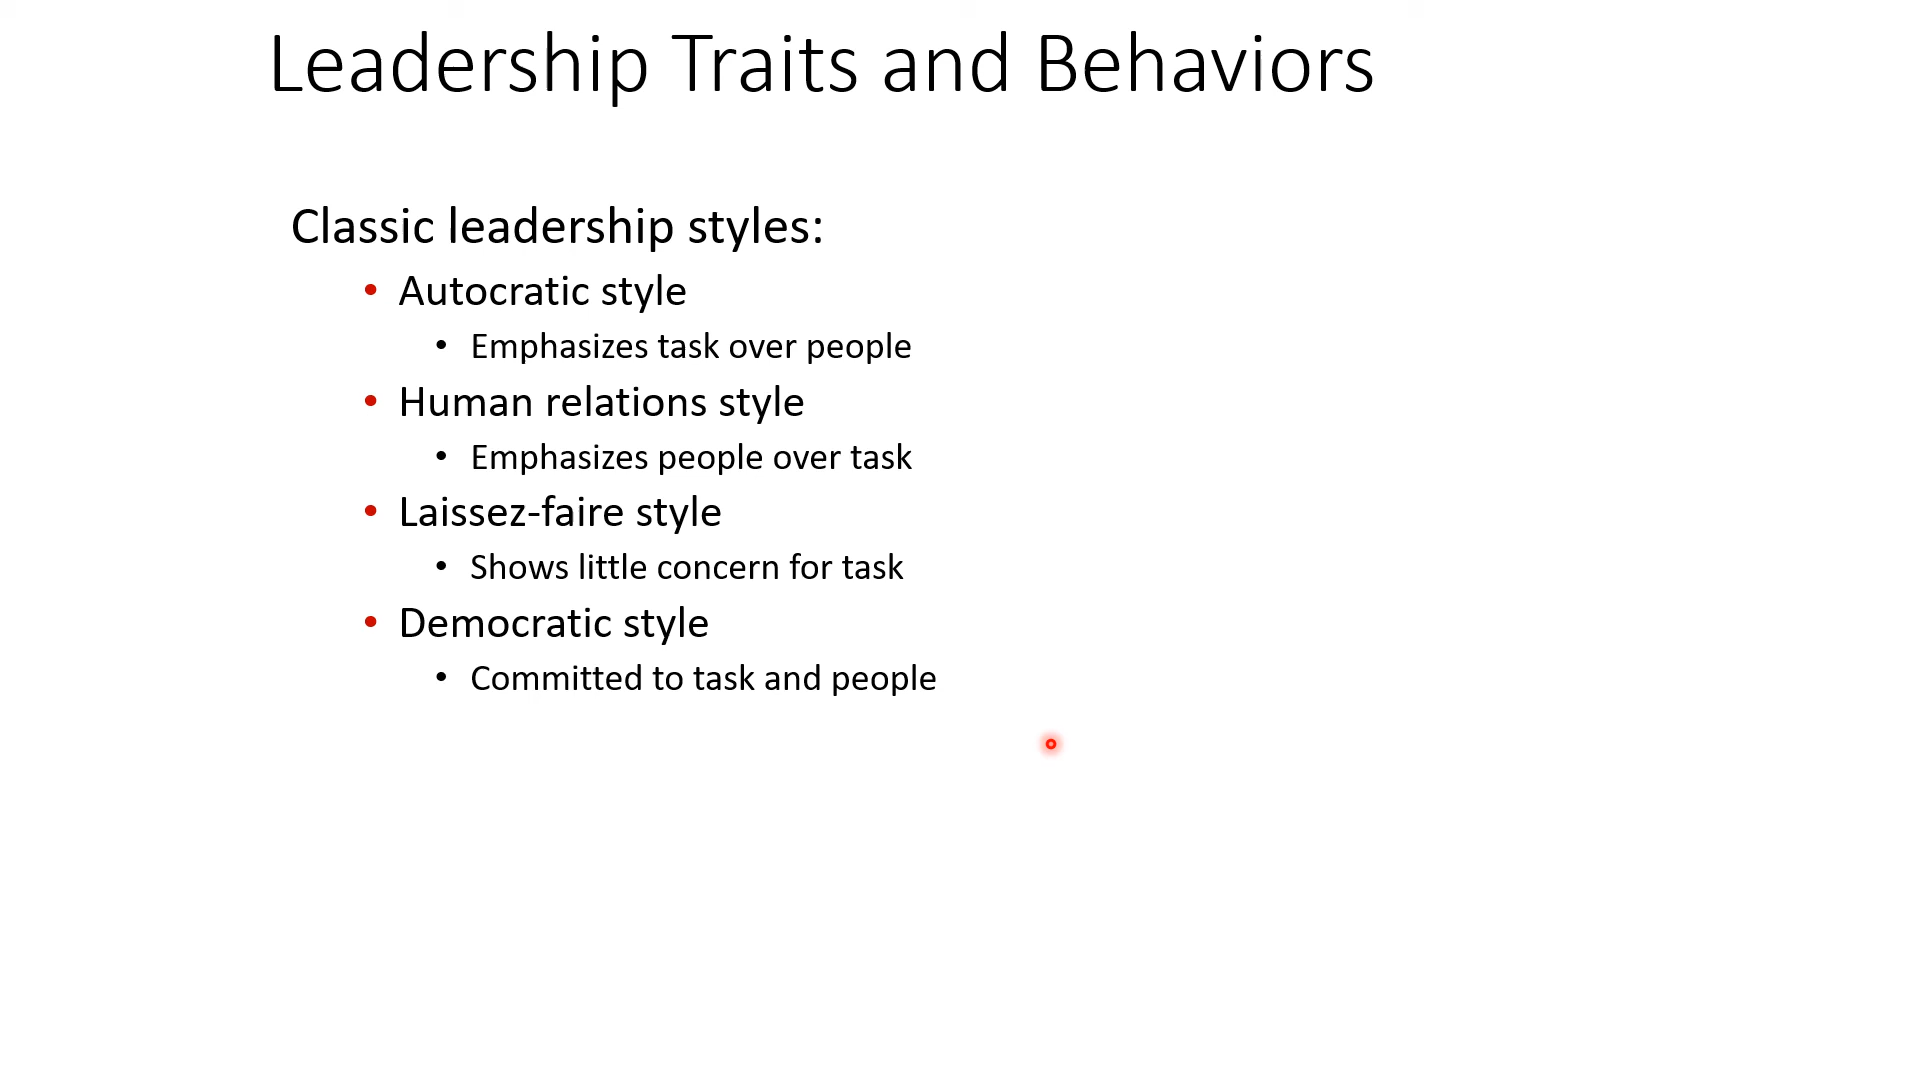 Leadership Traits and Behaviors
Classic leadership styles:
• Autocratic style
• Emphasizes task over people
• Human relations style
• Emphasizes people over task
• Laissez-faire style
• Shows little concern for task
• Democratic style
• Committed to task and people